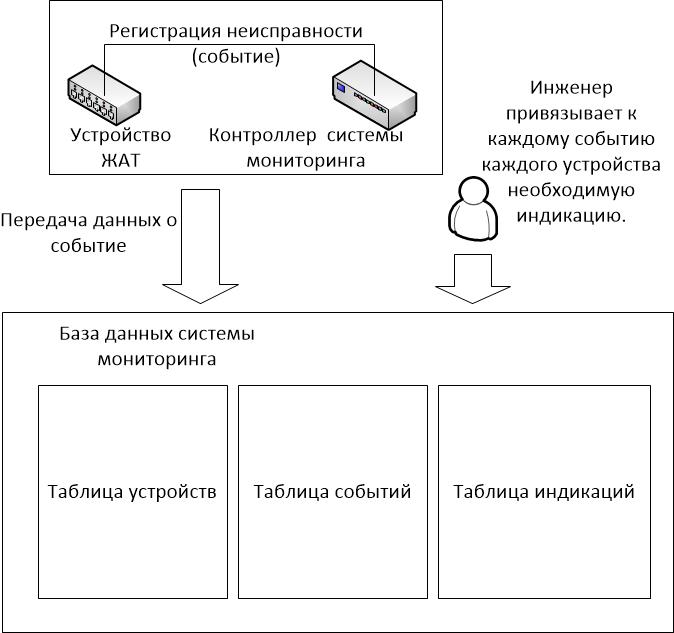 Регистрация неисправности
(событие)
Устройство
ЖАТ
Контроллер системы
мониторинга
Инженер
привязывает к
каждому событию
каждого устройства
необходимую
индикацию.
Передача данных о
событие
База данных системы
мониторинга
Таблица устройств
Таблица событий
Таблица индикаций